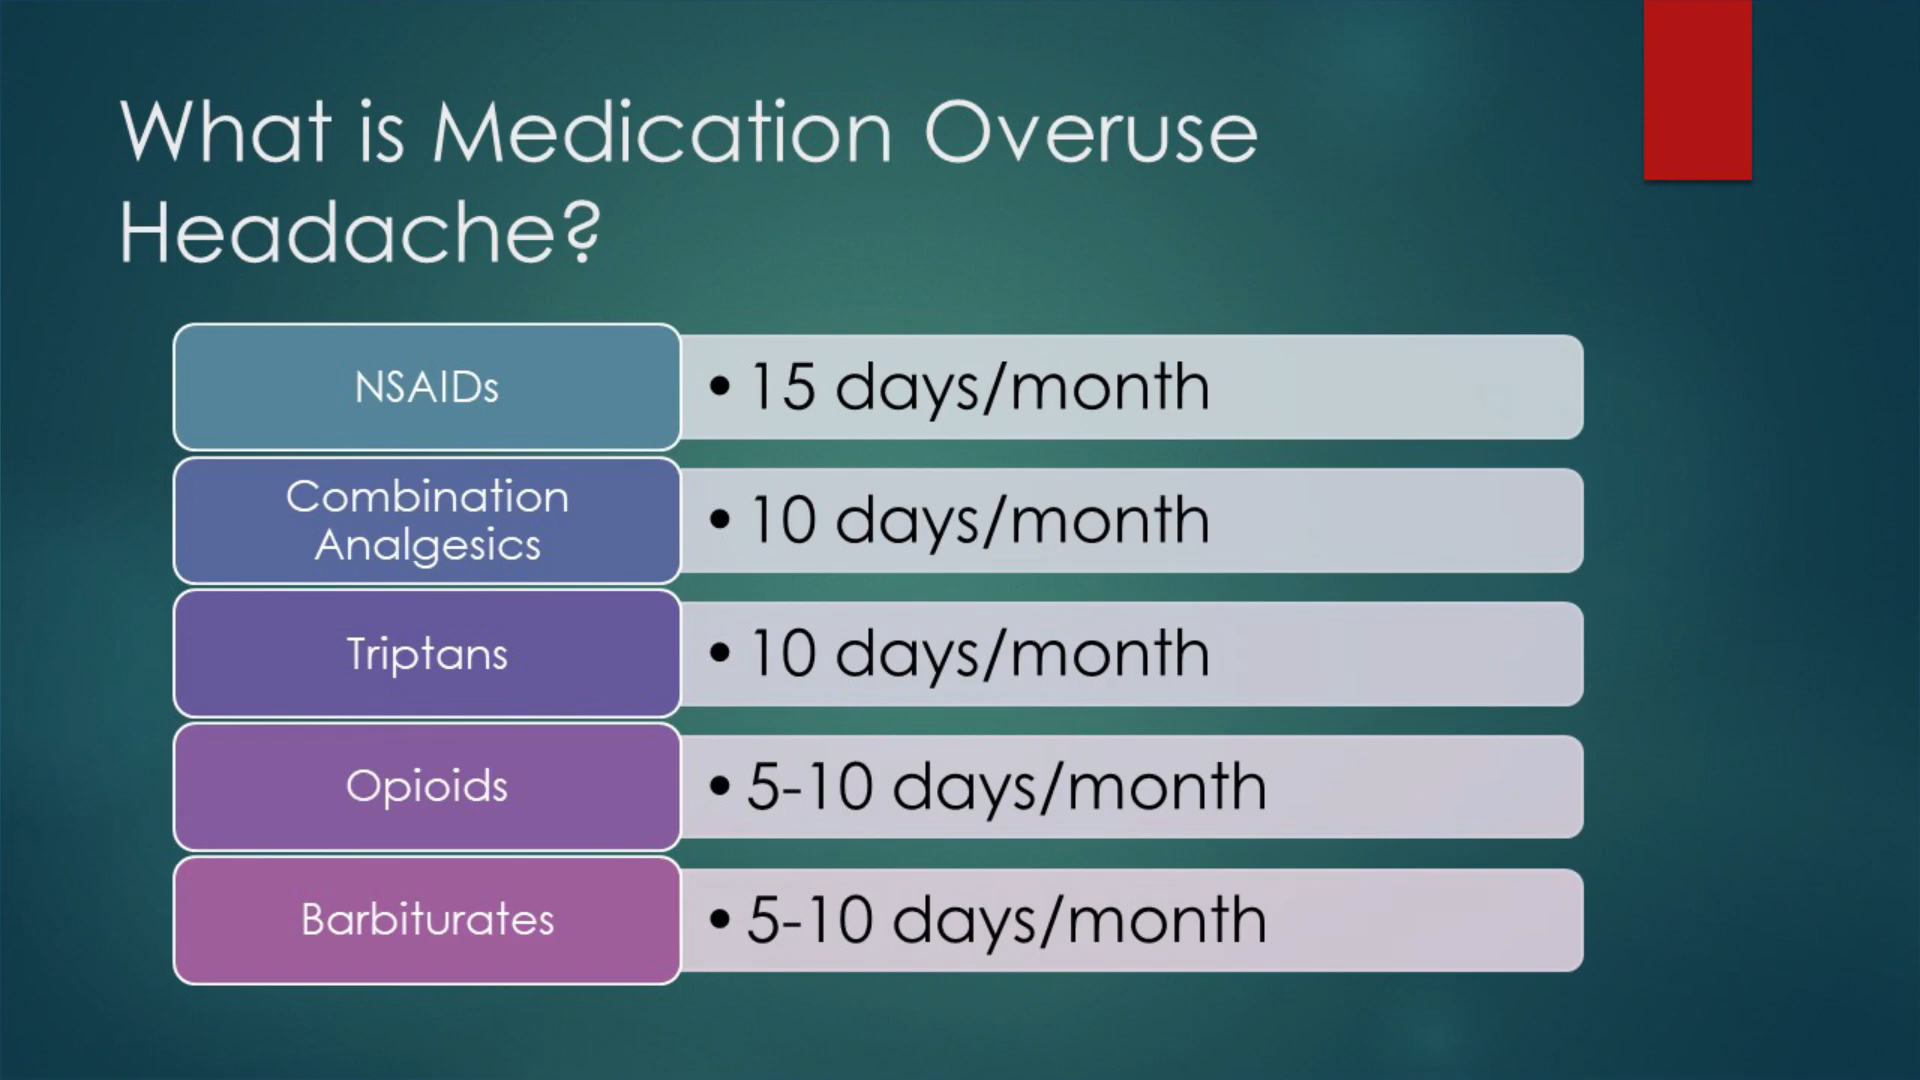 What is Medication Overuse
Headache?
NSAIDs
• 15 days/month
Combination
Analgesics
• 10 days/month
Triptans
• 10 days/month
Opioids
• 5-10 days/month
Barbiturates
• 5-10 days/month